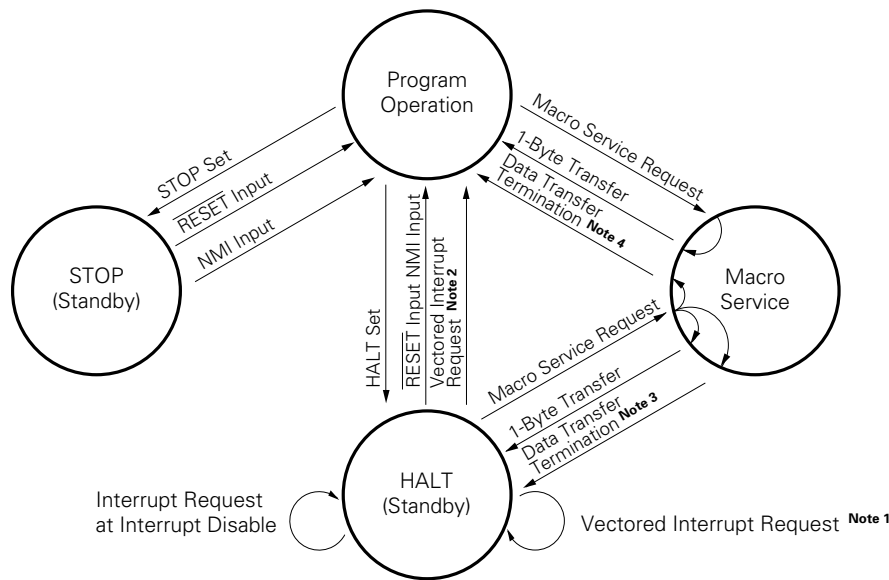 Program
Operation
Macro Service Request
1-Byte Transfer
Data Transfer
Termination Note 4
STOP Set
RESET Input
NMI Input
STOP
(Standby)
Macro
Service
HALT Set
RESET Input NMI Input
Vectored Interrupt
Request Note 2
Macro Service Request
1-Byte Transfer
Data Transfer
Termination Note 3
HALT
(Standby)
Interrupt Request
at Interrupt Disable
Vectored Interrupt Request Note 1